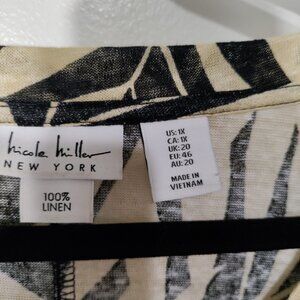 nicole miller
NEW YORK
100%
LINEN
US: 1X
CA: 1X
UK: 20
EU: 46
AU: 20
MADE IN
VIETNAM